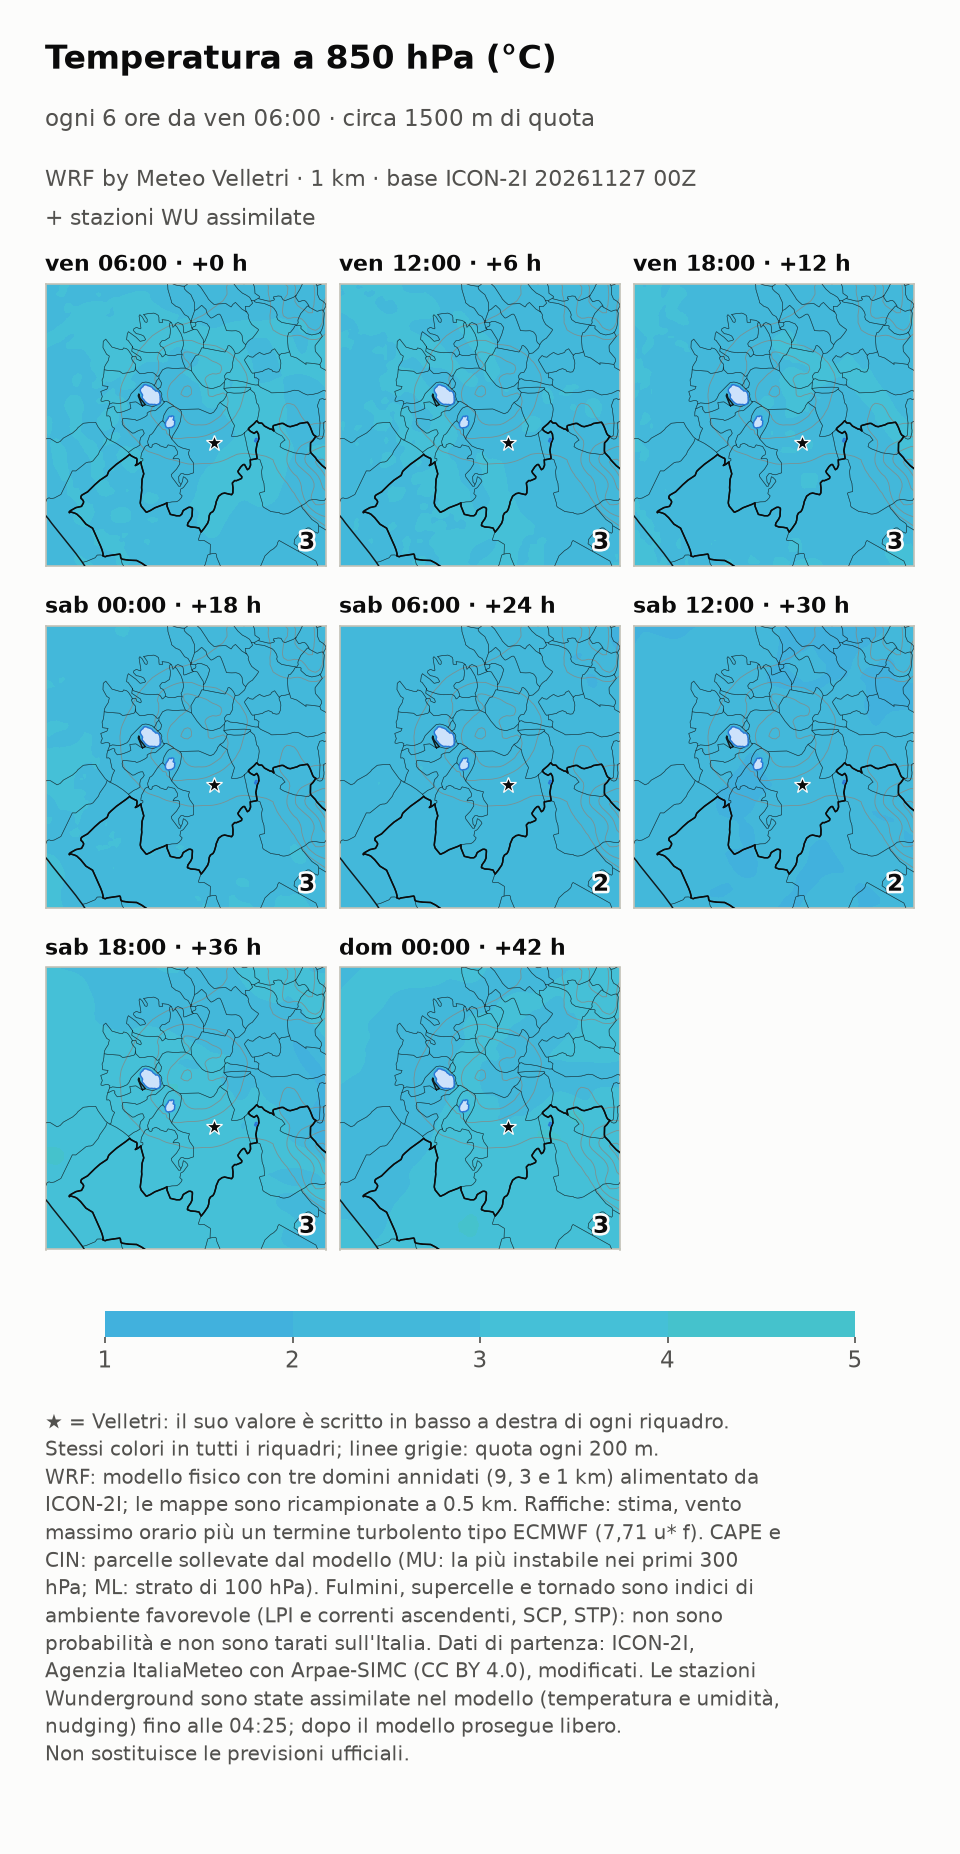 Temperatura a 850 hPa (°C)
ogni 6 ore da ven 06:00 · circa 1500 m di quota
WRF by Meteo Velletri · 1 km · base ICON-2I 20261127 00Z
+ stazioni WU assimilate
ven 06:00 · +0 h
ven 12:00 · +6 h
ven 18:00 · +12 h
3
3
3
sab 00:00 · +18 h
sab 06:00 · +24 h
sab 12:00 · +30 h
3
2
2
sab 18:00 · +36 h
dom 00:00 · +42 h
3
3
1
2
3
4
5
★ = Velletri: il suo valore è scritto in basso a destra di ogni riquadro.
Stessi colori in tutti i riquadri; linee grigie: quota ogni 200 m.
WRF: modello fisico con tre domini annidati (9, 3 e 1 km) alimentato da
ICON-2I; le mappe sono ricampionate a 0.5 km. Raffiche: stima, vento
massimo orario più un termine turbolento tipo ECMWF (7,71 u* f). CAPE e
CIN: parcelle sollevate dal modello (MU: la più instabile nei primi 300
hPa; ML: strato di 100 hPa). Fulmini, supercelle e tornado sono indici di
ambiente favorevole (LPI e correnti ascendenti, SCP, STP): non sono
probabilità e non sono tarati sull'Italia. Dati di partenza: ICON-2I,
Agenzia ItaliaMeteo con Arpae-SIMC (CC BY 4.0), modificati. Le stazioni
Wunderground sono state assimilate nel modello (temperatura e umidità,
nudging) fino alle 04:25; dopo il modello prosegue libero.
Non sostituisce le previsioni ufficiali.